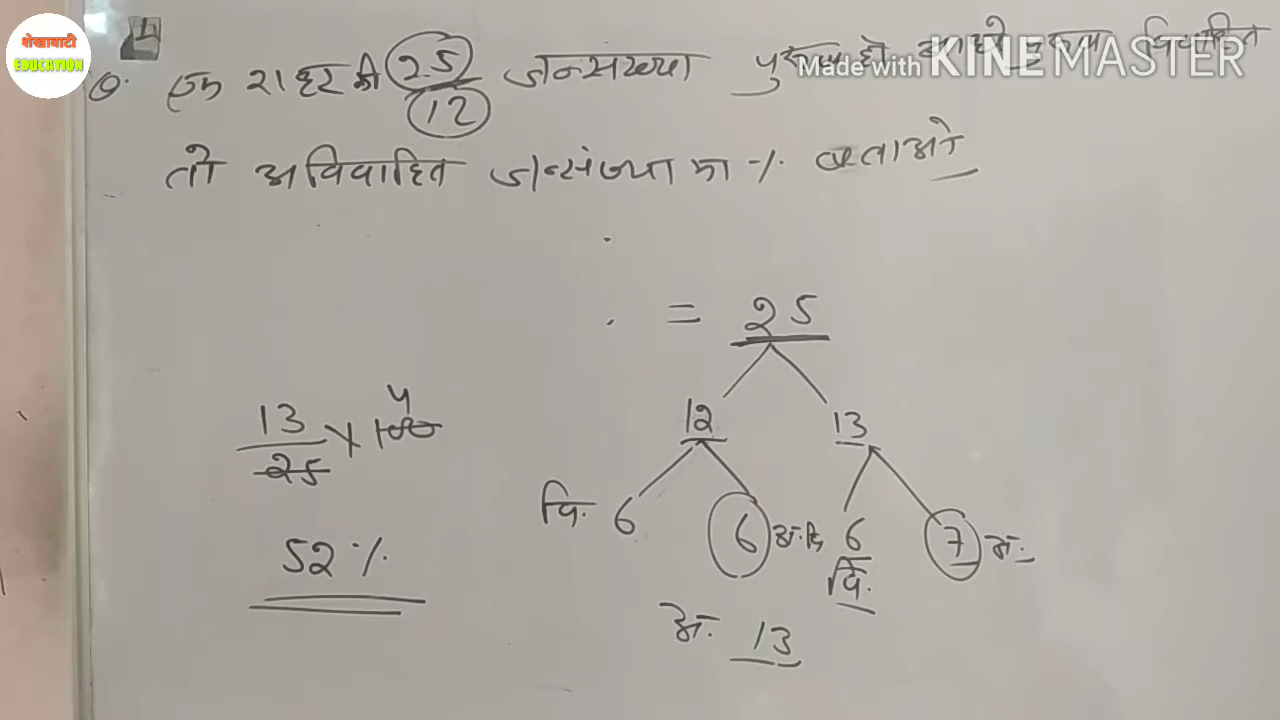 शेखावाटी
EDUCATION
Made with KINEMASTER
Q. एक शहर की 25/12 जनसंख्या पुरुष हो विवाहित
तो अविवाहित जनसंख्या का % बताओ
= 25
12 13
13/25 x 100 4
वि. 6 6 अ.वि 6 वि. 7 अ.
52 %
अ. 13